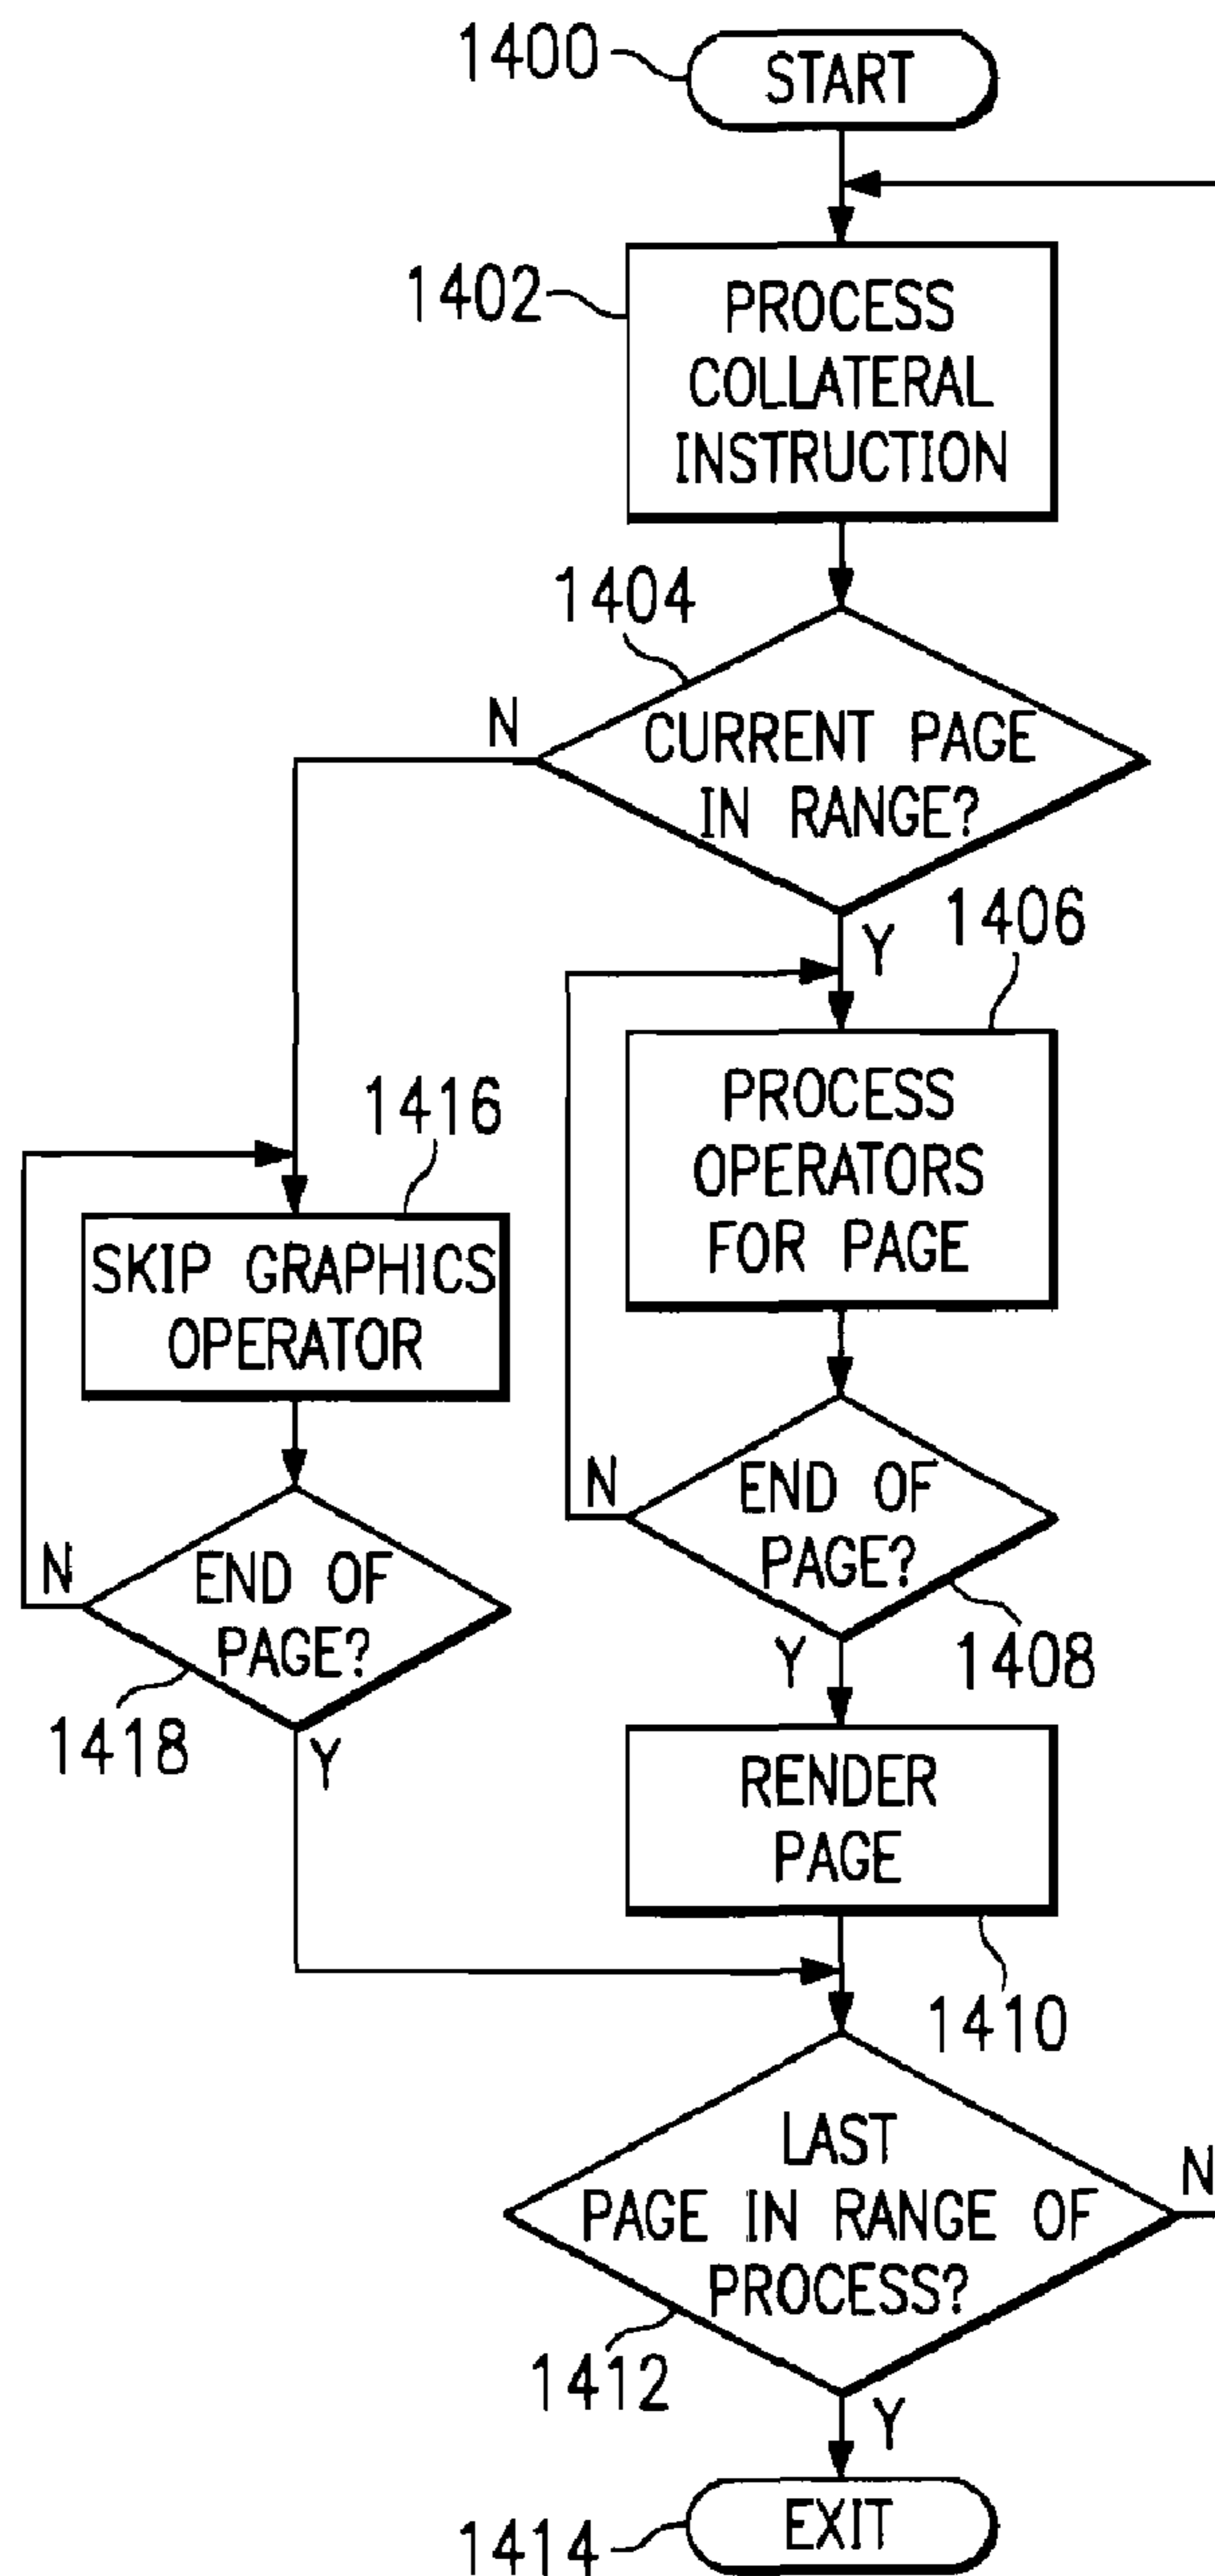 1400
START
1402
PROCESS
COLLATERAL
INSTRUCTION
1404
N
CURRENT PAGE
IN RANGE?
Y
1406
PROCESS
OPERATORS
FOR PAGE
1416
SKIP GRAPHICS
OPERATOR
N
END OF
PAGE?
1408
Y
N
END OF
PAGE?
1418
Y
RENDER
PAGE
1410
LAST
PAGE IN RANGE OF
PROCESS?
N
1412
Y
EXIT
1414